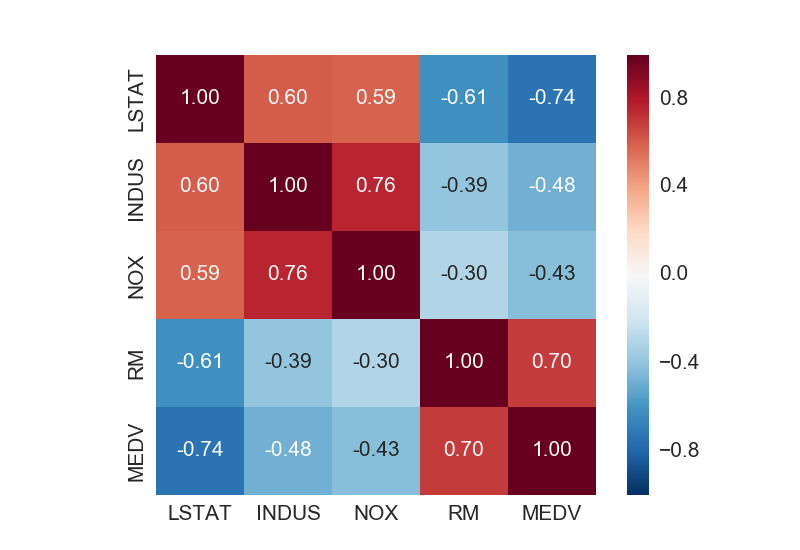 LSTAT 1.00 0.60 0.59 -0.61 -0.74
INDUS 0.60 1.00 0.76 -0.39 -0.48
NOX 0.59 0.76 1.00 -0.30 -0.43
RM -0.61 -0.39 -0.30 1.00 0.70
MEDV -0.74 -0.48 -0.43 0.70 1.00
LSTAT INDUS NOX RM MEDV
0.8
0.4
0.0
−0.4
−0.8